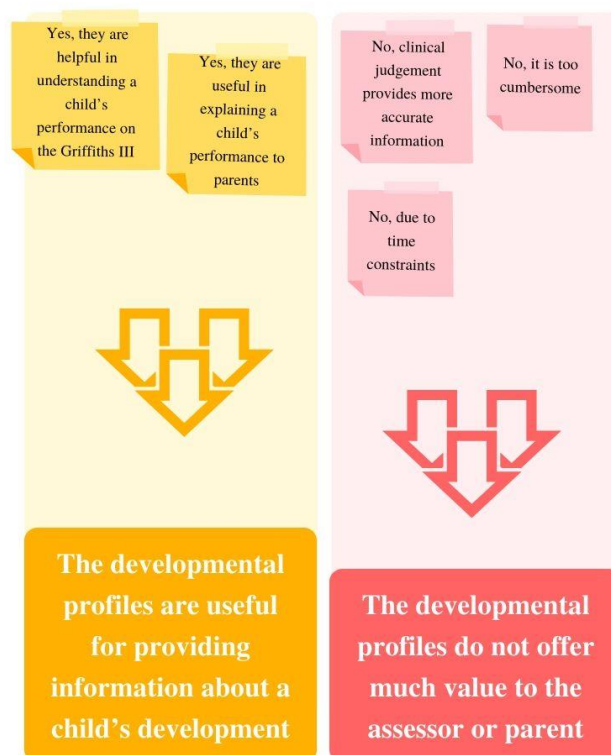 Yes, they are
helpful in
understanding a
child's
performance on
the Griffiths III
Yes, they are
useful in
explaining a
child's
performance to
parents
No, clinical
judgement
provides more
accurate
information
No, it is too
cumbersome
No, due to
time
constraints
The developmental
profiles are useful
for providing
information about a
child's development
The developmental
profiles do not offer
much value to the
assessor or parent